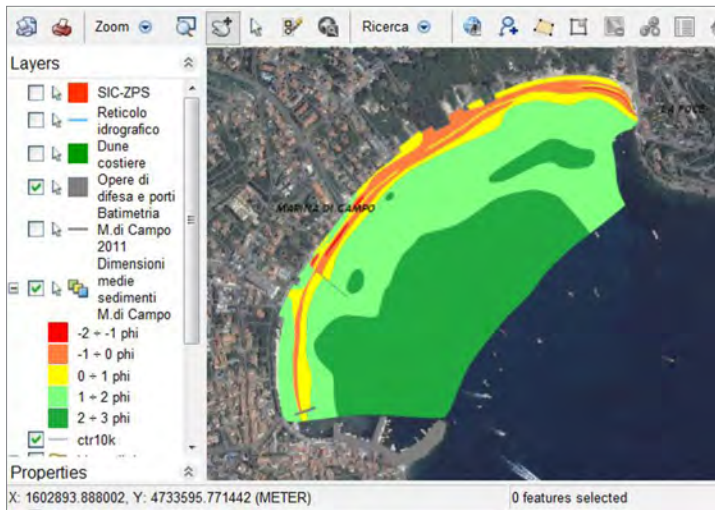 Zoom
Ricerca
Layers
SIC-ZPS
Reticolo
idrografico
Dune
costiere
Opere di
difesa e porti
Batimetria
M.di Campo
2011
Dimensioni
medie
sedimenti
M.di Campo
-2 ÷ -1 phi
-1 ÷ 0 phi
0 ÷ 1 phi
1 ÷ 2 phi
2 ÷ 3 phi
ctr10k
Properties
MARINA DI CAMPO
LA FOCE
X: 1602893.888002, Y: 4733595.771442 (METER)
0 features selected